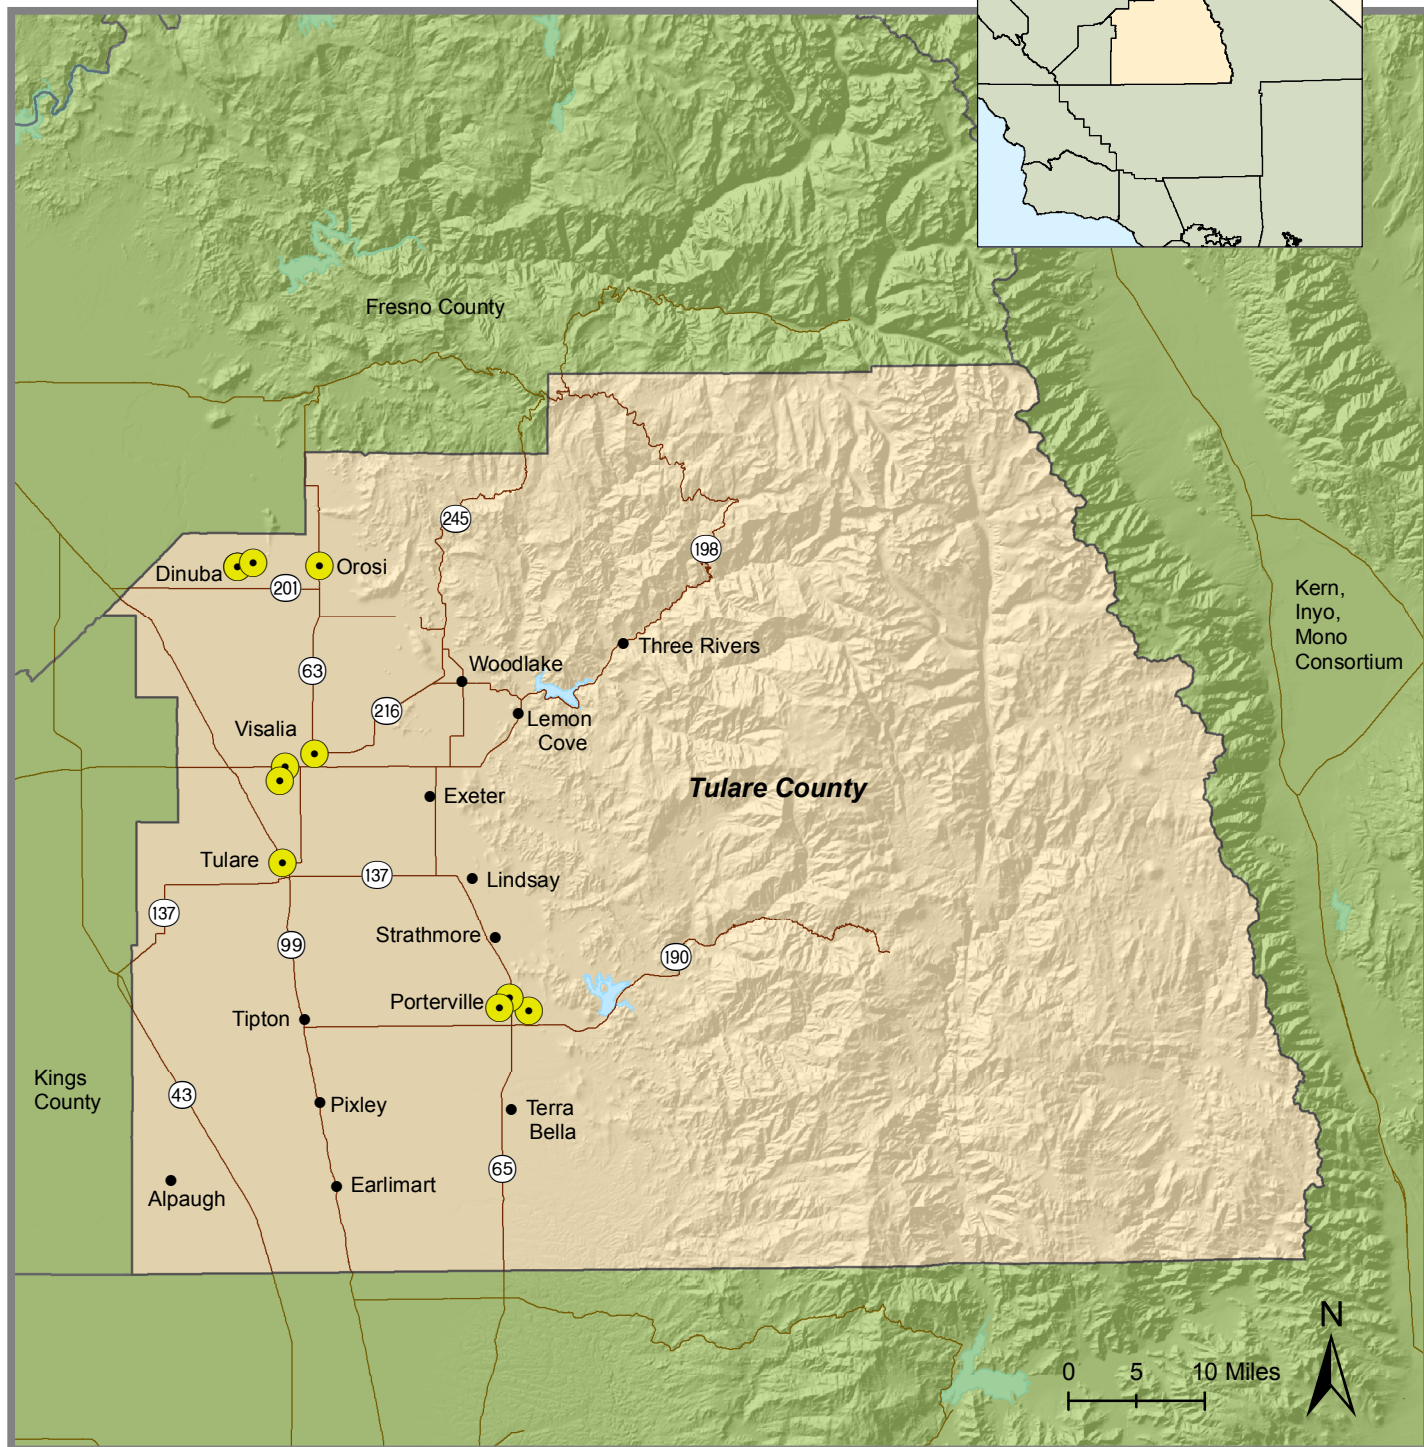 Fresno County
245
198
Dinuba
Orosi
201
Kern,
Inyo,
Mono
Consortium
Three Rivers
63
Woodlake
216
Lemon
Cove
Visalia
Tulare County
Exeter
Tulare
137
Lindsay
137
Strathmore
99
190
Porterville
Tipton
Kings
County
43
Pixley
Terra
Bella
65
Alpaugh
Earlimart
N
0 5 10 Miles